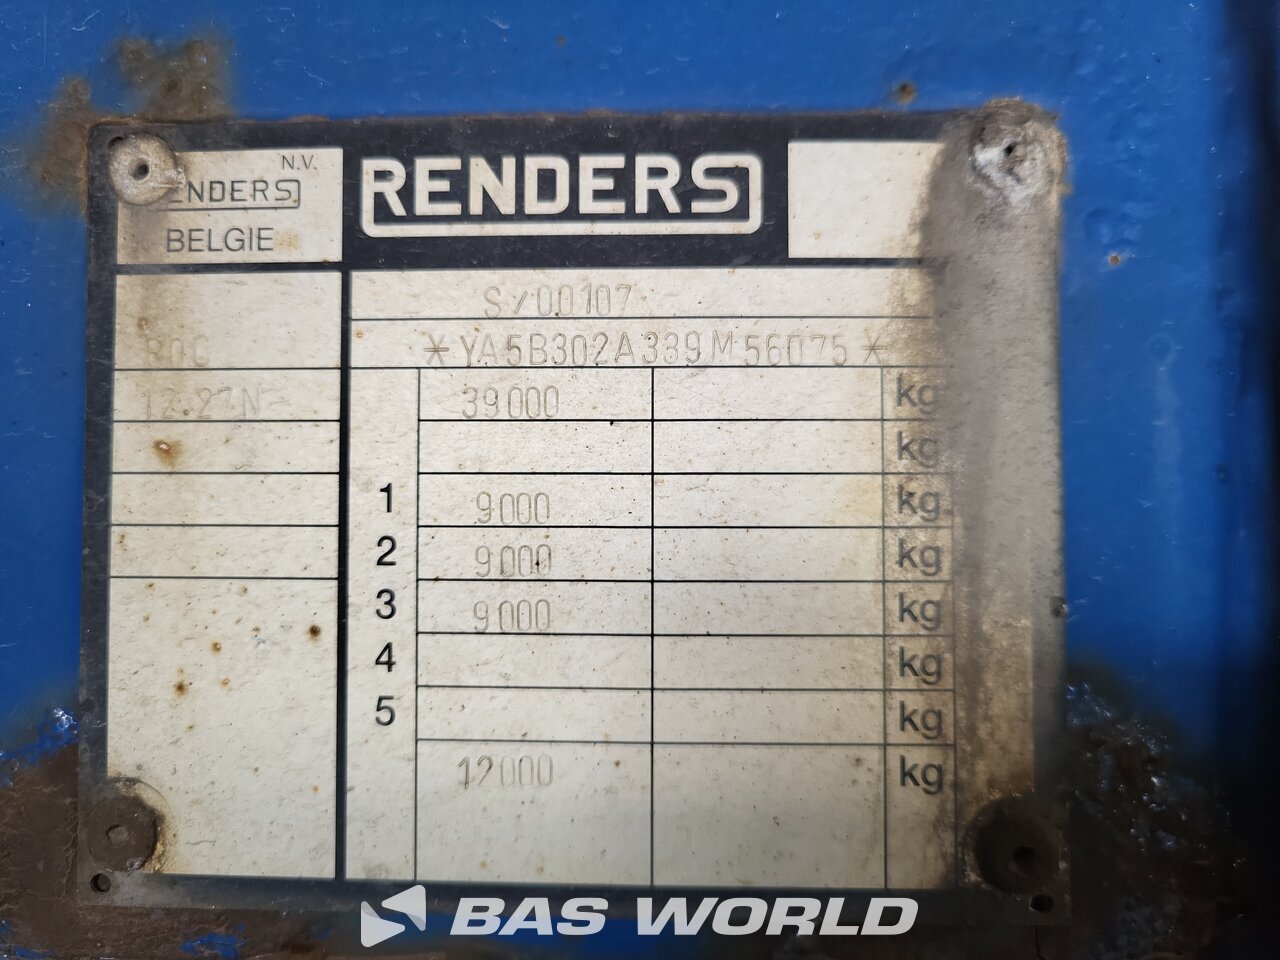 N.V.
RENDERS
BELGIE
RENDERS
S/00107
ROC
*YA5B302A339M56075*
12.27N
39000 kg
kg
1 9000 kg
2 9000 kg
3 9000 kg
4 kg
5 kg
12000 kg
BAS WORLD